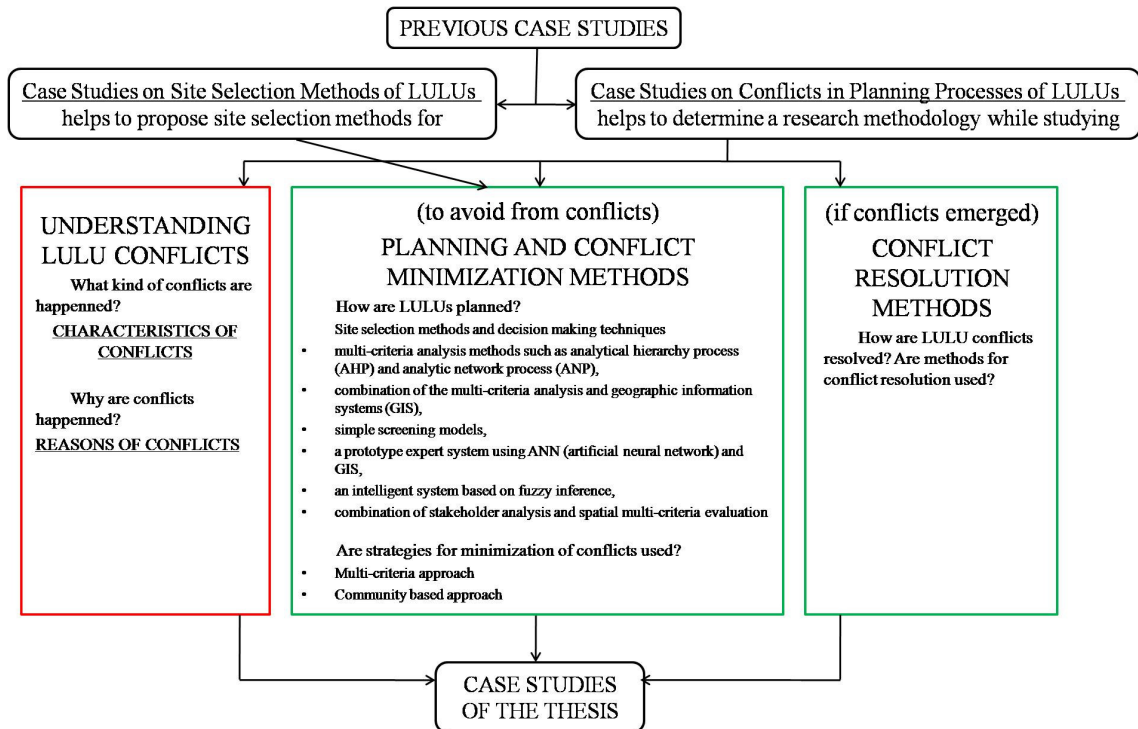 PREVIOUS CASE STUDIES
Case Studies on Site Selection Methods of LULUs
helps to propose site selection methods for
Case Studies on Conflicts in Planning Processes of LULUs
helps to determine a research methodology while studying
UNDERSTANDING
LULU CONFLICTS
What kind of conflicts are
happenned?
CHARACTERISTICS OF
CONFLICTS
Why are conflicts
happenned?
REASONS OF CONFLICTS
(to avoid from conflicts)
PLANNING AND CONFLICT
MINIMIZATION METHODS
How are LULUs planned?
Site selection methods and decision making techniques
• multi-criteria analysis methods such as analytical hierarchy process
(AHP) and analytic network process (ANP),
• combination of the multi-criteria analysis and geographic information
systems (GIS),
• simple screening models,
• a prototype expert system using ANN (artificial neural network) and
GIS,
• an intelligent system based on fuzzy inference,
• combination of stakeholder analysis and spatial multi-criteria evaluation
Are strategies for minimization of conflicts used?
• Multi-criteria approach
• Community based approach
(if conflicts emerged)
CONFLICT
RESOLUTION
METHODS
How are LULU conflicts
resolved? Are methods for
conflict resolution used?
CASE STUDIES
OF THE THESIS